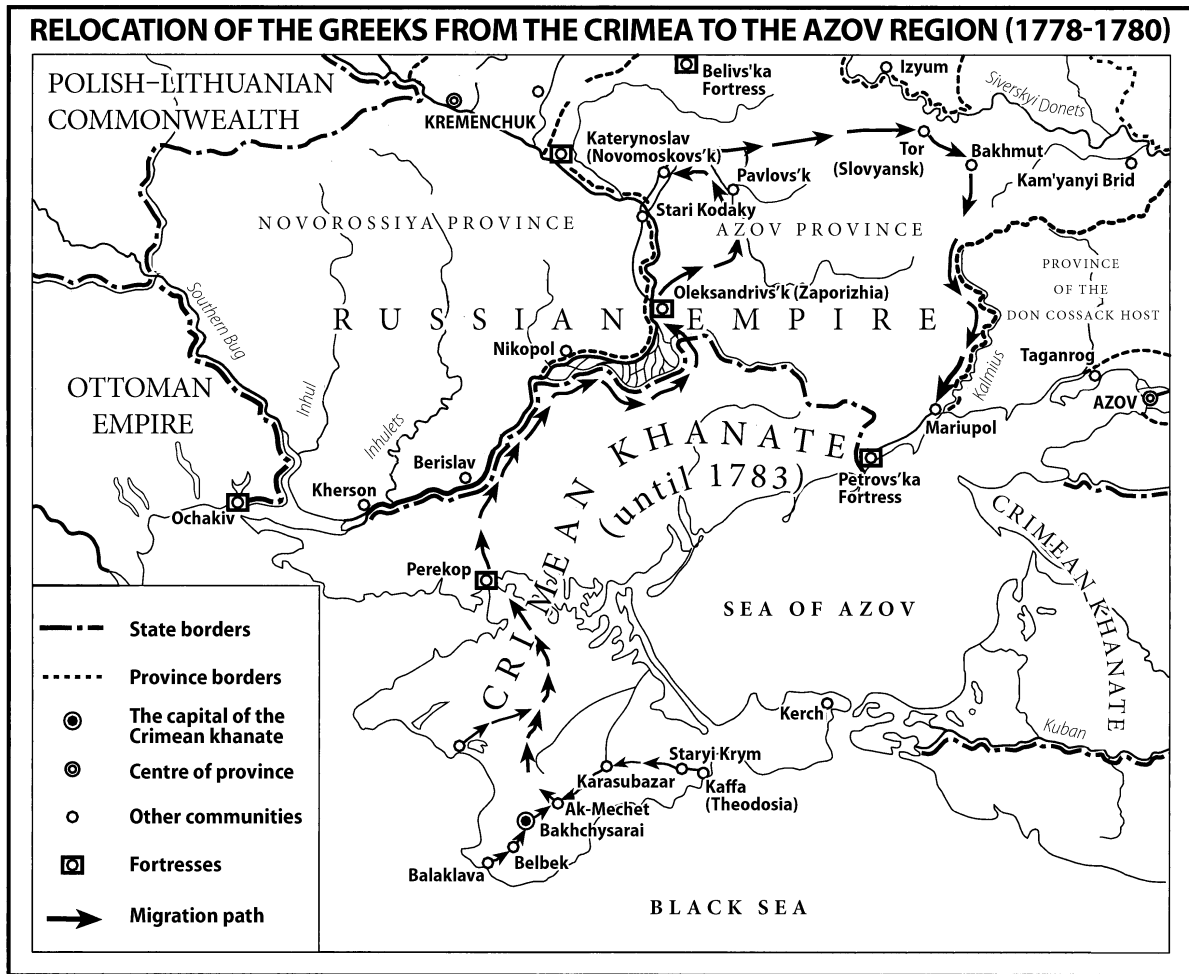 RELOCATION OF THE GREEKS FROM THE CRIMEA TO THE AZOV REGION (1778-1780)
POLISH–LITHUANIAN
COMMONWEALTH
KREMENCHUK
Belivs'ka
Fortress
Izyum
Siverskyi Donets
Katerynoslav
(Novomoskovs'k)
Pavlovs'k
Tor
(Slovyansk)
Bakhmut
Kam'yanyi Brid
Stari Kodaky
NOVOROSSIYA PROVINCE
AZOV PROVINCE
PROVINCE
OF THE
DON COSSACK HOST
Southern Bug
Oleksandrivs'k (Zaporizhia)
RUSSIAN EMPIRE
Nikopol
Taganrog
AZOV
Kalmius
Mariupol
OTTOMAN
EMPIRE
Inhul
Inhulets
Berislav
Kherson
Ochakiv
Petrovs'ka
Fortress
CRIMEAN KHANATE
(until 1783)
CRIMEAN KHANATE
Perekop
SEA OF AZOV
Kerch
Kuban
Staryi Krym
Karasubazar
Kaffa
(Theodosia)
Ak-Mechet
Bakhchysarai
Belbek
Balaklava
BLACK SEA
State borders
Province borders
The capital of the
Crimean khanate
Centre of province
Other communities
Fortresses
Migration path